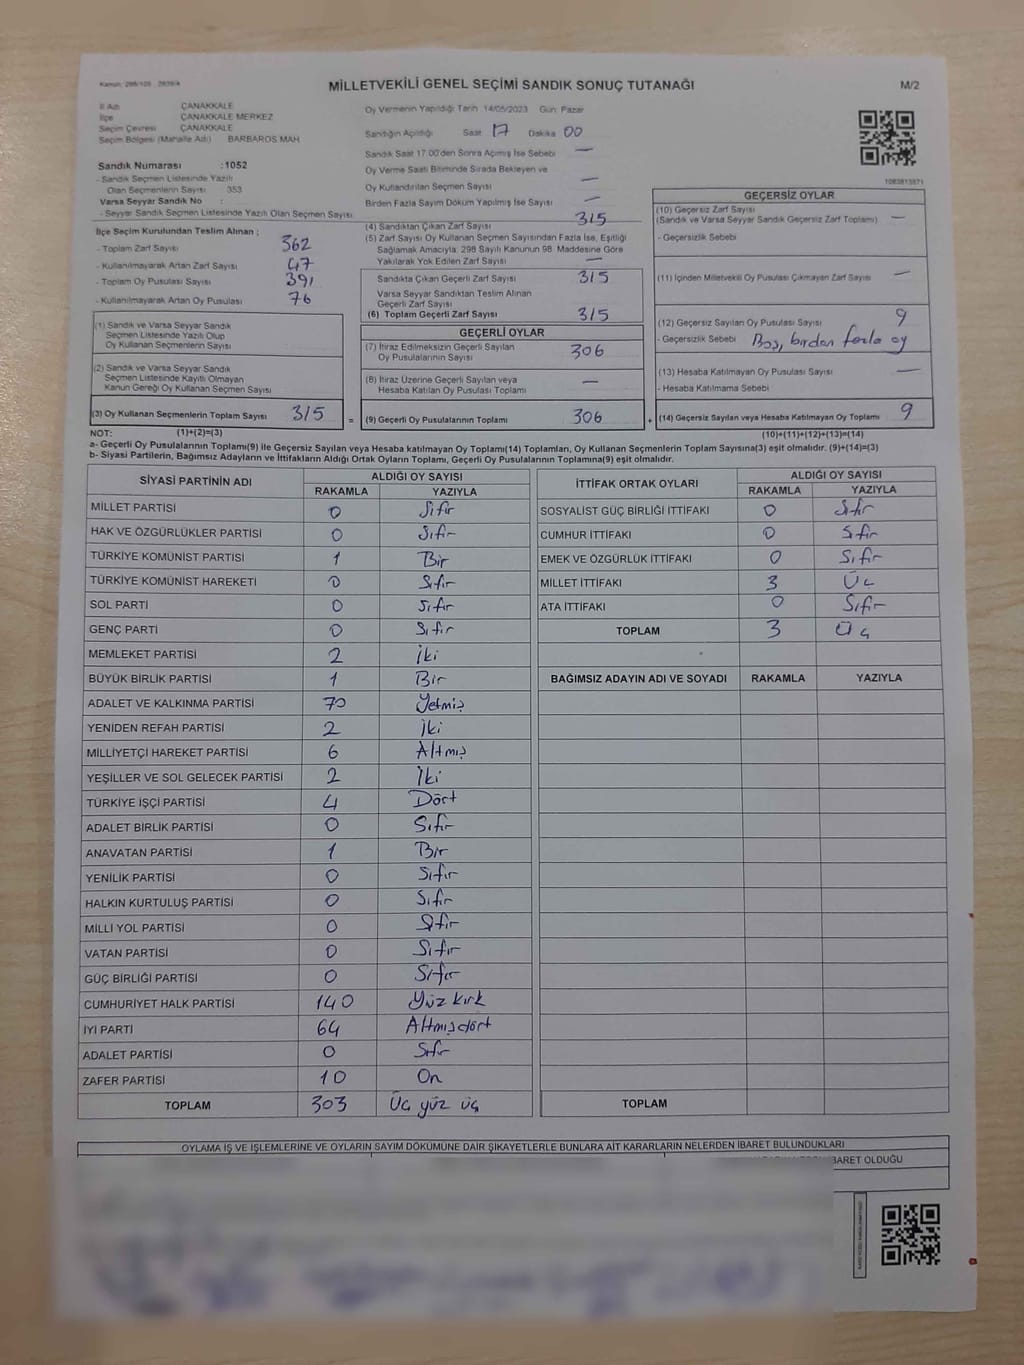 MİLLETVEKİLİ GENEL SEÇİMİ SANDIK SONUÇ TUTANAĞI
M/2
İl Adı ÇANAKKALE
İlçe ÇANAKKALE MERKEZ
Seçim Çevresi ÇANAKKALE
Seçim Bölgesi (Mahalle Adı) BARBAROS MAH
Sandık Numarası :1052
- Sandık Seçmen Listesinde Yazılı
Olan Seçmenlerin Sayısı 353
Varsa Seyyar Sandık No :
- Seyyar Sandık Seçmen Listesinde Yazılı Olan Seçmen Sayısı
İlçe Seçim Kurulundan Teslim Alınan ;
- Toplam Zarf Sayısı 362
- Kullanılmayarak Artan Zarf Sayısı 47
- Toplam Oy Pusulası Sayısı 391
- Kullanılmayarak Artan Oy Pusulası 76
(1) Sandık ve Varsa Seyyar Sandık
Seçmen Listesinde Yazılı Olup
Oy Kullanan Seçmenlerin Sayısı
(2) Sandık ve Varsa Seyyar Sandık
Seçmen Listesinde Kayıtlı Olmayan
Kanun Gereği Oy Kullanan Seçmen Sayısı
(3) Oy Kullanan Seçmenlerin Toplam Sayısı 315 =
Oy Vermenin Yapıldığı Tarih 14/05/2023 Gün: Pazar
Sandığın Açıldığı Saat 17 Dakika 00
Sandık Saat 17:00'den Sonra Açılmış İse Sebebi —
Oy Verme Saati Bitiminde Sırada Bekleyen ve
Oy Kullandırılan Seçmen Sayısı —
Birden Fazla Sayım Döküm Yapılmış İse Sayısı —
(4) Sandıktan Çıkan Zarf Sayısı 315
(5) Zarf Sayısı Oy Kullanan Seçmen Sayısından Fazla İse, Eşitliği
Sağlamak Amacıyla, 298 Sayılı Kanunun 98. Maddesine Göre
Yakılarak Yok Edilen Zarf Sayısı —
Sandıkta Çıkan Geçerli Zarf Sayısı 315
Varsa Seyyar Sandıktan Teslim Alınan
Geçerli Zarf Sayısı
(6) Toplam Geçerli Zarf Sayısı 315
GEÇERLİ OYLAR
(7) İtiraz Edilmeksizin Geçerli Sayılan
Oy Pusulalarının Sayısı 306
(8) İtiraz Üzerine Geçerli Sayılan veya
Hesaba Katılan Oy Pusulası Toplamı —
(9) Geçerli Oy Pusulalarının Toplamı 306 +
1083813571
GEÇERSİZ OYLAR
(10) Geçersiz Zarf Sayısı
(Sandık ve Varsa Seyyar Sandık Geçersiz Zarf Toplamı) —
- Geçersizlik Sebebi
(11) İçinden Milletvekili Oy Pusulası Çıkmayan Zarf Sayısı —
(12) Geçersiz Sayılan Oy Pusulası Sayısı 9
- Geçersizlik Sebebi Boş, birden fazla oy
(13) Hesaba Katılmayan Oy Pusulası Sayısı —
- Hesaba Katılmama Sebebi
(14) Geçersiz Sayılan veya Hesaba Katılmayan Oy Toplamı 9
NOT: (1)+(2)=(3) (10)+(11)+(12)+(13)=(14)
a- Geçerli Oy Pusulalarının Toplamı(9) ile Geçersiz Sayılan veya Hesaba katılmayan Oy Toplamı(14) Toplamları, Oy Kullanan Seçmenlerin Toplam Sayısına(3) eşit olmalıdır. (9)+(14)=(3)
b- Siyasi Partilerin, Bağımsız Adayların ve İttifakların Aldığı Ortak Oyların Toplamı, Geçerli Oy Pusulalarının Toplamına(9) eşit olmalıdır.
SİYASİ PARTİNİN ADI ALDIĞI OY SAYISI
RAKAMLA YAZIYLA
MİLLET PARTİSİ 0 Sıfır
HAK VE ÖZGÜRLÜKLER PARTİSİ 0 Sıfır
TÜRKİYE KOMÜNİST PARTİSİ 1 Bir
TÜRKİYE KOMÜNİST HAREKETİ 0 Sıfır
SOL PARTİ 0 Sıfır
GENÇ PARTİ 0 Sıfır
MEMLEKET PARTİSİ 2 İki
BÜYÜK BİRLİK PARTİSİ 1 Bir
ADALET VE KALKINMA PARTİSİ 70 Yetmiş
YENİDEN REFAH PARTİSİ 2 İki
MİLLİYETÇİ HAREKET PARTİSİ 6 Altmış
YEŞİLLER VE SOL GELECEK PARTİSİ 2 İki
TÜRKİYE İŞÇİ PARTİSİ 4 Dört
ADALET BİRLİK PARTİSİ 0 Sıfır
ANAVATAN PARTİSİ 1 Bir
YENİLİK PARTİSİ 0 Sıfır
HALKIN KURTULUŞ PARTİSİ 0 Sıfır
MİLLİ YOL PARTİSİ 0 Sıfır
VATAN PARTİSİ 0 Sıfır
GÜÇ BİRLİĞİ PARTİSİ 0 Sıfır
CUMHURİYET HALK PARTİSİ 140 Yüz kırk
İYİ PARTİ 64 Altmışdört
ADALET PARTİSİ 0 Sıfır
ZAFER PARTİSİ 10 On
TOPLAM 303 Üç yüz üç
İTTİFAK ORTAK OYLARI ALDIĞI OY SAYISI
RAKAMLA YAZIYLA
SOSYALİST GÜÇ BİRLİĞİ İTTİFAKI 0 Sıfır
CUMHUR İTTİFAKI 0 Sıfır
EMEK VE ÖZGÜRLÜK İTTİFAKI 0 Sıfır
MİLLET İTTİFAKI 3 Üç
ATA İTTİFAKI 0 Sıfır
TOPLAM 3 Üç
BAĞIMSIZ ADAYIN ADI VE SOYADI RAKAMLA YAZIYLA
TOPLAM
OYLAMA İŞ VE İŞLEMLERİNE VE OYLARIN SAYIM DÖKÜMÜNE DAİR ŞİKAYETLERLE BUNLARA AİT KARARLARIN NELERDEN İBARET BULUNDUKLARI
İBARET OLDUĞU